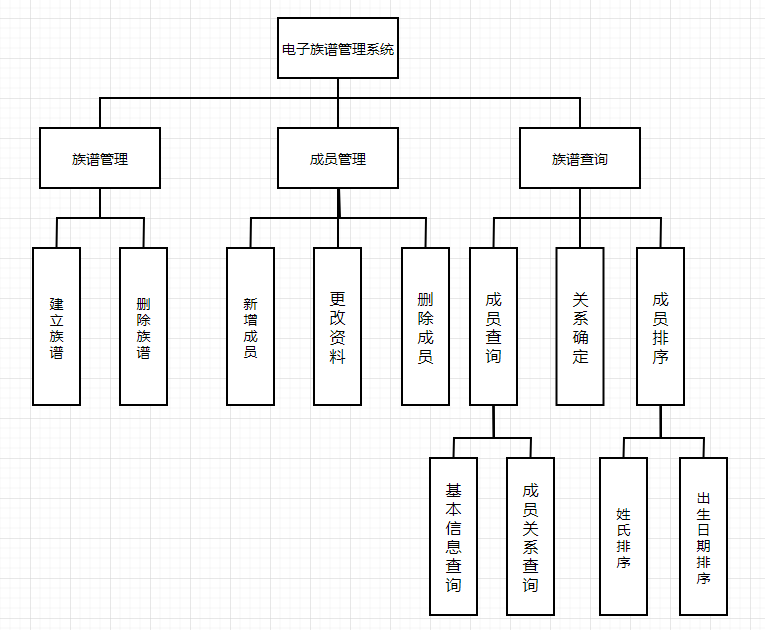 电子族谱管理系统
族谱管理
成员管理
族谱查询
建立族谱
删除族谱
新增成员
更改资料
删除成员
成员查询
关系确定
成员排序
基本信息查询
成员关系查询
姓氏排序
出生日期排序